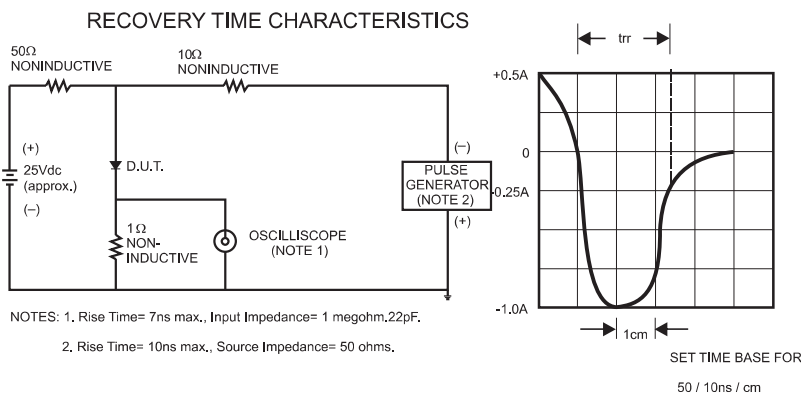 RECOVERY TIME CHARACTERISTICS
50Ω
NONINDUCTIVE
10Ω
NONINDUCTIVE
(+)
25Vdc
(approx.)
(–)
D.U.T.
1Ω
NON-
INDUCTIVE
OSCILLISCOPE
(NOTE 1)
(–)
PULSE
GENERATOR
(NOTE 2)
(+)
trr
+0.5A
0
-0.25A
-1.0A
1cm
NOTES: 1. Rise Time= 7ns max., Input Impedance= 1 megohm.22pF.
2. Rise Time= 10ns max., Source Impedance= 50 ohms.
SET TIME BASE FOR
50 / 10ns / cm